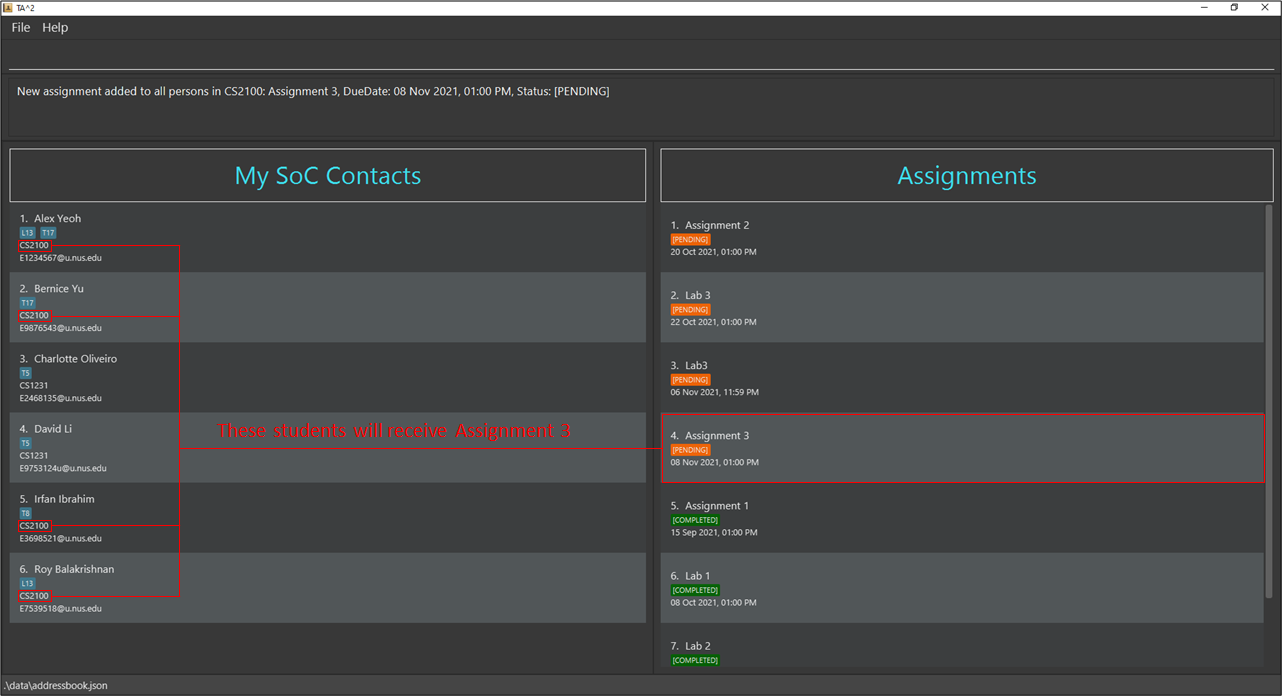 TA^2
File Help
New assignment added to all persons in CS2100: Assignment 3, DueDate: 08 Nov 2021, 01:00 PM, Status: [PENDING]
My SoC Contacts
1. Alex Yeoh
L13 T17
CS2100
E1234567@u.nus.edu
2. Bernice Yu
T17
CS2100
E9876543@u.nus.edu
3. Charlotte Oliveiro
T5
CS1231
E2468135@u.nus.edu
4. David Li
T5
CS1231
E9753124u@u.nus.edu
These students will receive Assignment 3
5. Irfan Ibrahim
T8
CS2100
E3698521@u.nus.edu
6. Roy Balakrishnan
L13
CS2100
E7539518@u.nus.edu
Assignments
1. Assignment 2
[PENDING]
20 Oct 2021, 01:00 PM
2. Lab 3
[PENDING]
22 Oct 2021, 01:00 PM
3. Lab3
[PENDING]
06 Nov 2021, 11:59 PM
4. Assignment 3
[PENDING]
08 Nov 2021, 01:00 PM
5. Assignment 1
[COMPLETED]
15 Sep 2021, 01:00 PM
6. Lab 1
[COMPLETED]
08 Oct 2021, 01:00 PM
7. Lab 2
[COMPLETED]
.\data\addressbook.json